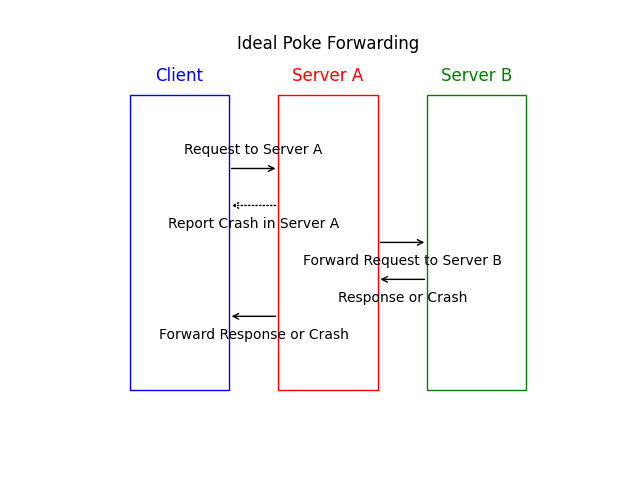 Ideal Poke Forwarding
Client
Server A
Server B
Request to Server A
Report Crash in Server A
Forward Request to Server B
Response or Crash
Forward Response or Crash